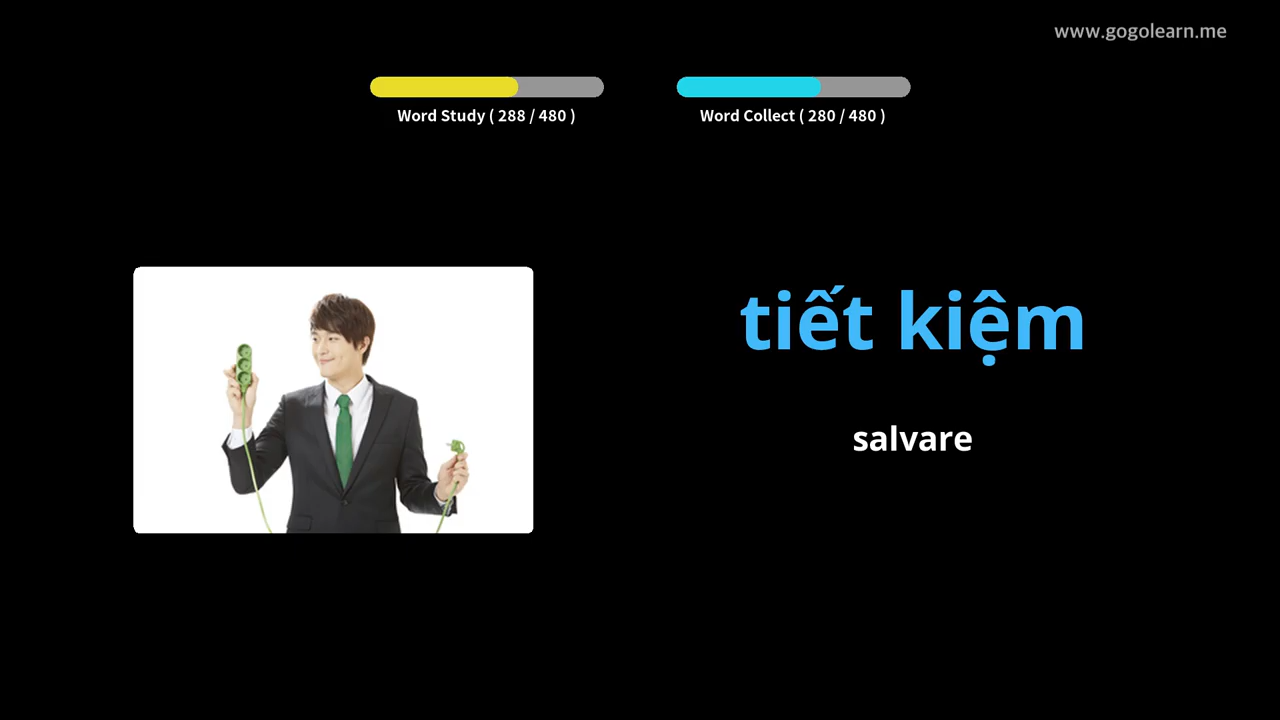 www.gogolearn.me
Word Study ( 288 / 480 )
Word Collect ( 280 / 480 )
tiết kiệm
salvare